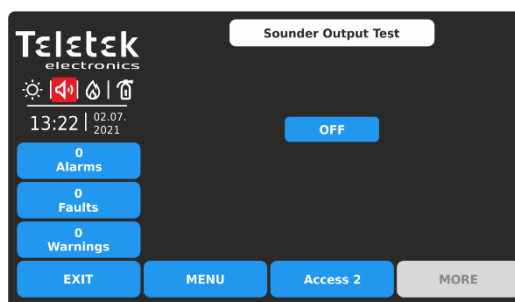 Teletek
electronics
13:22
02.07.
2021
0
Alarms
0
Faults
0
Warnings
Sounder Output Test
OFF
EXIT
MENU
Access 2
MORE